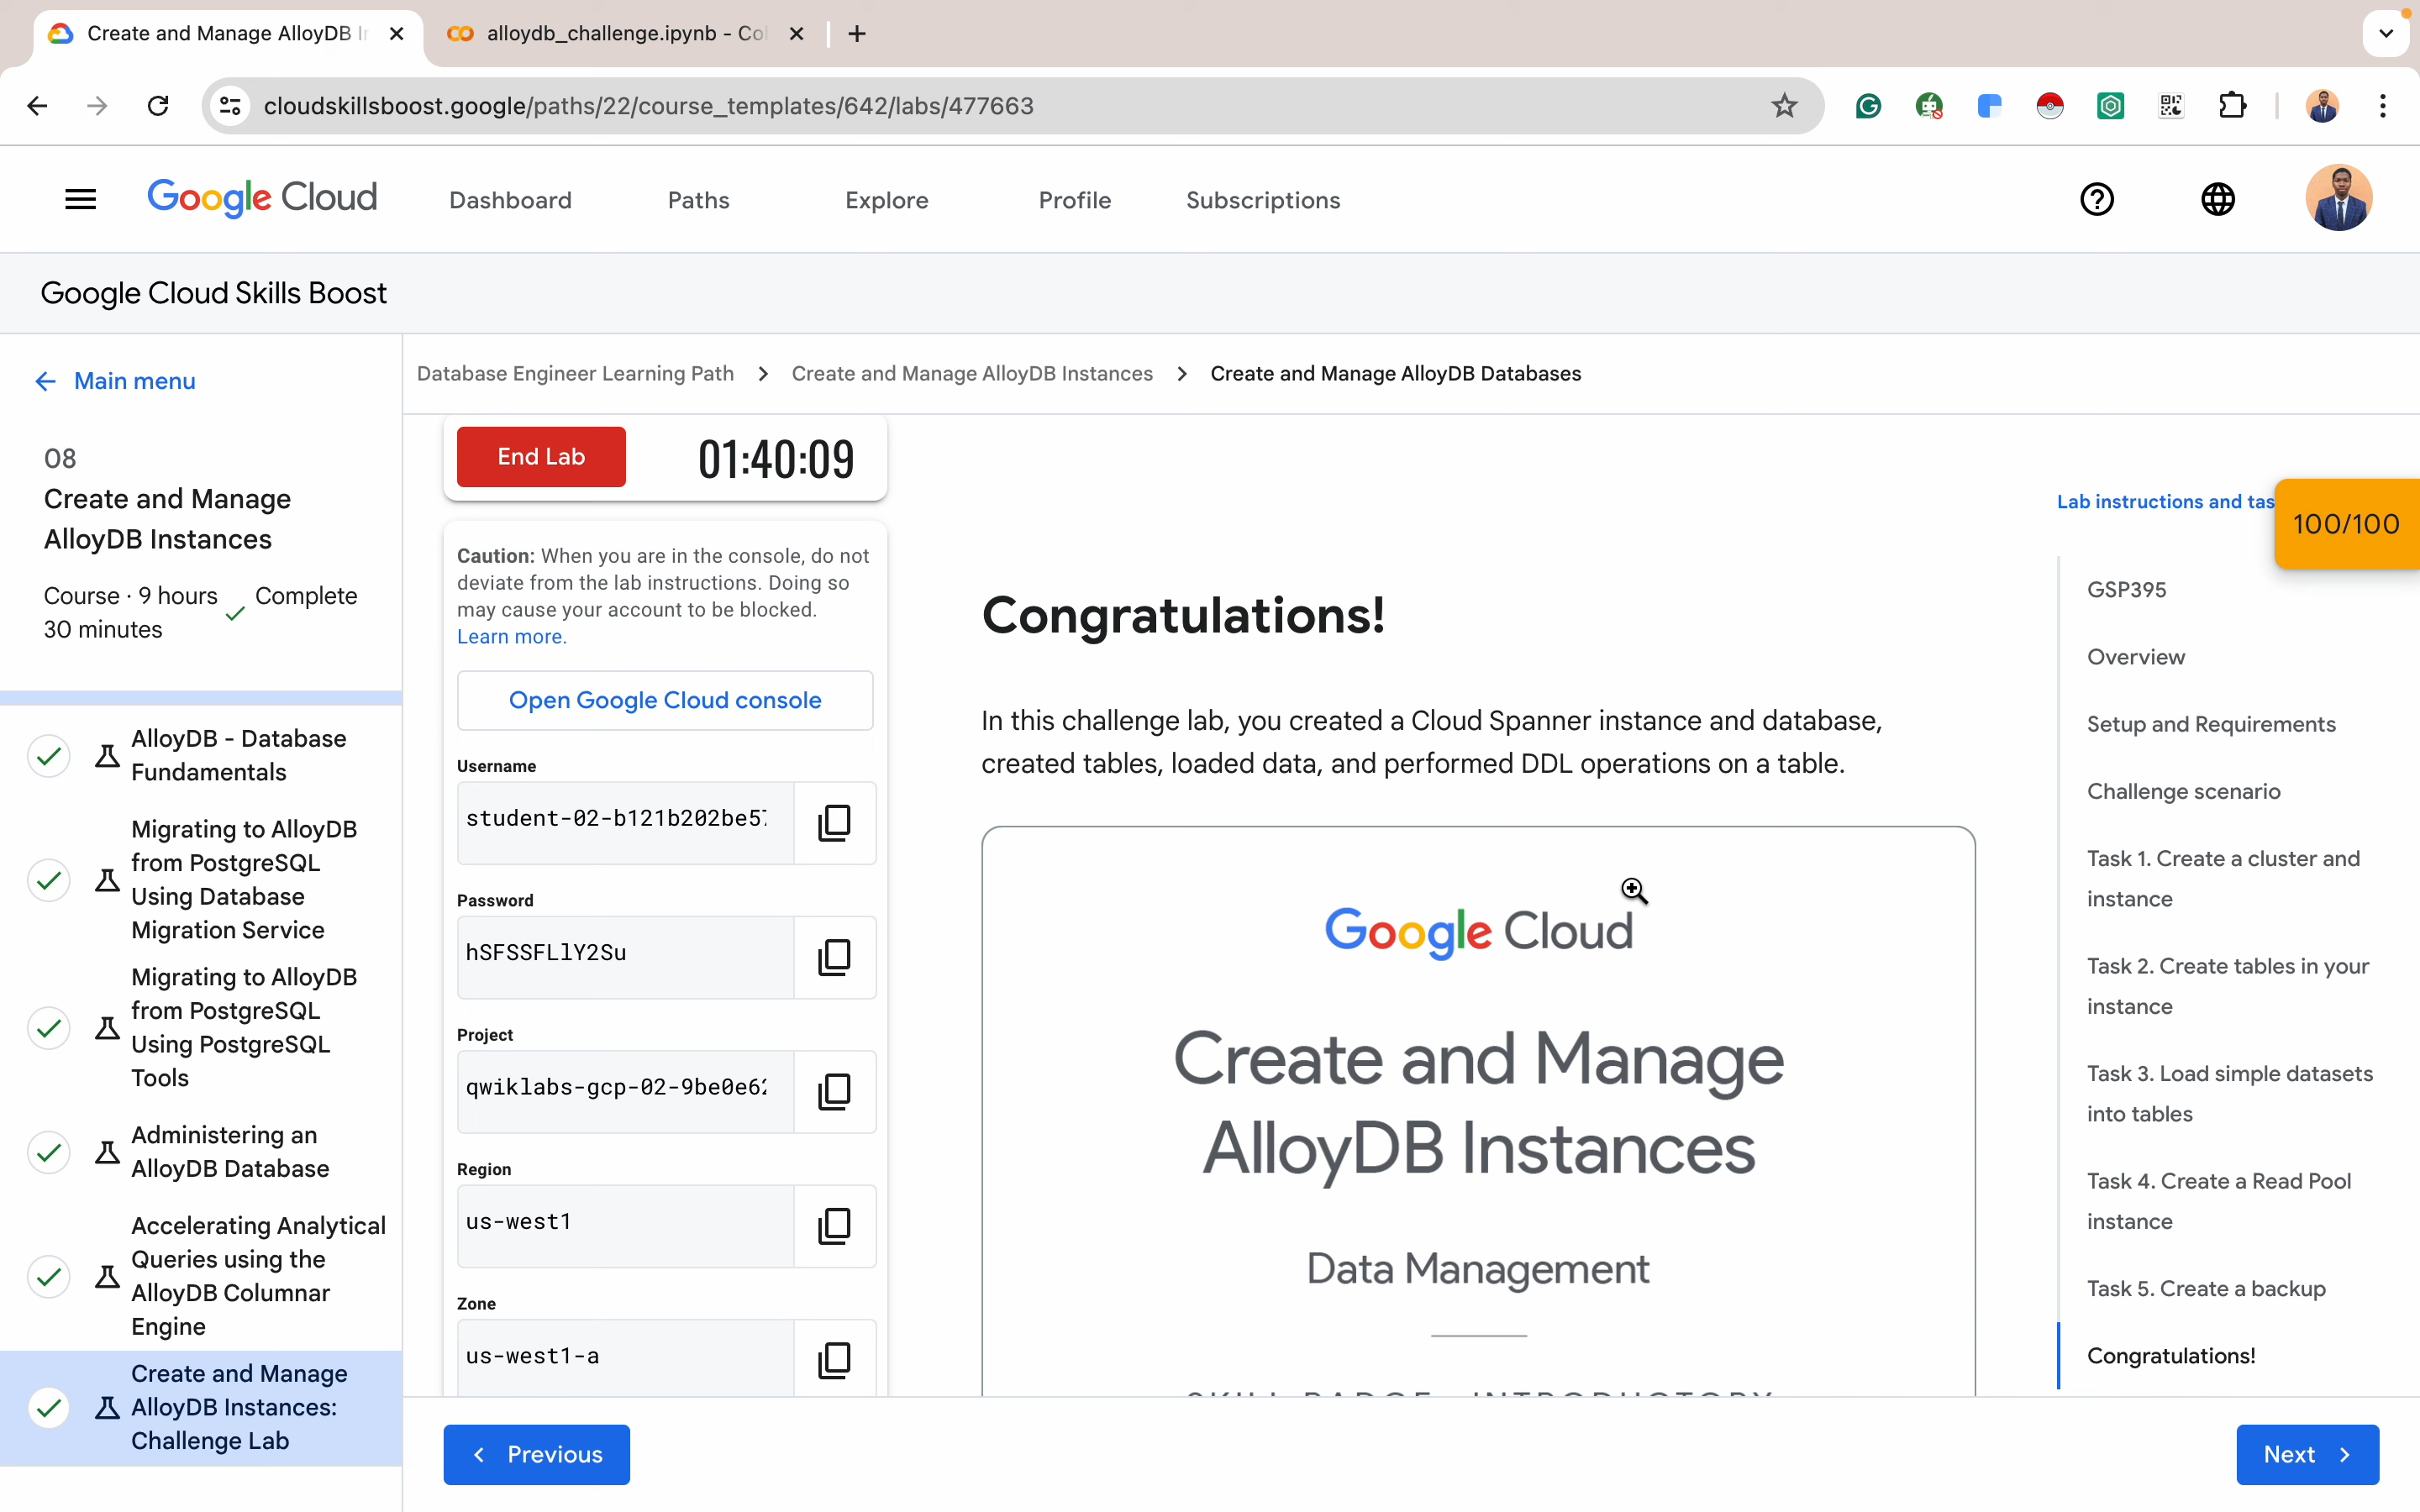 Create and Manage AlloyDB
alloydb_challenge.ipynb - Co
cloudskillsboost.google/paths/22/course_templates/642/labs/477663
Google Cloud
Dashboard
Paths
Explore
Profile
Subscriptions
Google Cloud Skills Boost
Main menu
Database Engineer Learning Path
Create and Manage AlloyDB Instances
Create and Manage AlloyDB Databases
08
Create and Manage
AlloyDB Instances
Course · 9 hours
30 minutes
Complete
AlloyDB - Database
Fundamentals
Migrating to AlloyDB
from PostgreSQL
Using Database
Migration Service
Migrating to AlloyDB
from PostgreSQL
Using PostgreSQL
Tools
Administering an
AlloyDB Database
Accelerating Analytical
Queries using the
AlloyDB Columnar
Engine
Create and Manage
AlloyDB Instances:
Challenge Lab
End Lab
01:40:09
Caution: When you are in the console, do not
deviate from the lab instructions. Doing so
may cause your account to be blocked.
Learn more.
Open Google Cloud console
Username
student-02-b121b202be57
Password
hSFSSFLlY2Su
Project
qwiklabs-gcp-02-9be0e62
Region
us-west1
Zone
us-west1-a
Congratulations!
In this challenge lab, you created a Cloud Spanner instance and database,
created tables, loaded data, and performed DDL operations on a table.
Google Cloud
Create and Manage
AlloyDB Instances
Data Management
Lab instructions and tas
100/100
GSP395
Overview
Setup and Requirements
Challenge scenario
Task 1. Create a cluster and
instance
Task 2. Create tables in your
instance
Task 3. Load simple datasets
into tables
Task 4. Create a Read Pool
instance
Task 5. Create a backup
Congratulations!
Previous
Next